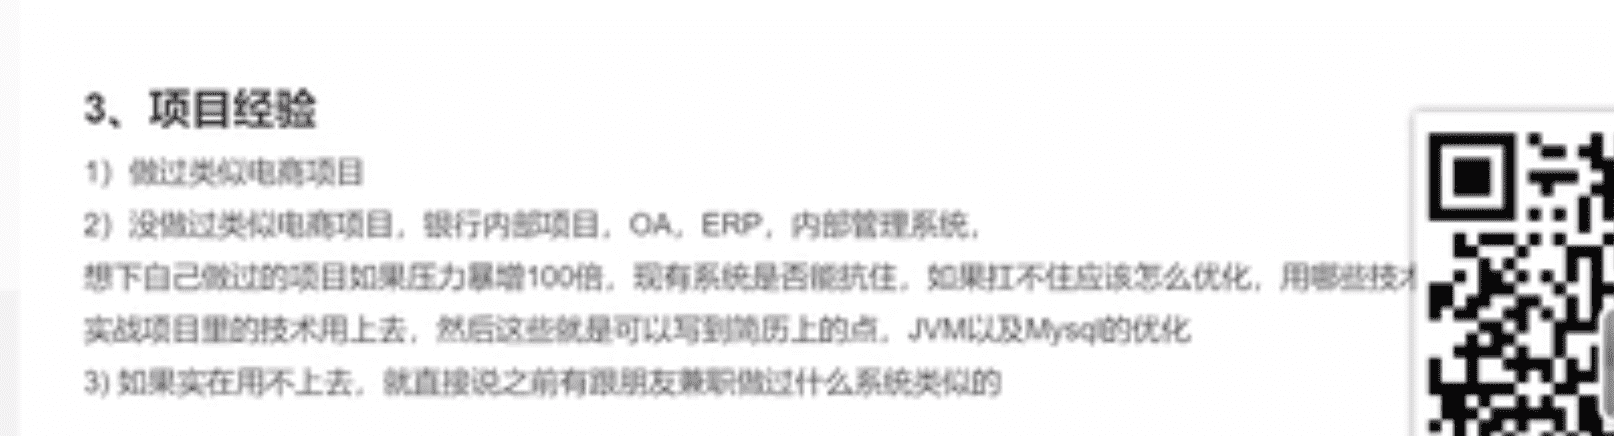 3、项目经验
1）做过类似电商项目
2）没做过类似电商项目，银行内部项目，OA，ERP，内部管理系统，
想下自己做过的项目如果压力暴增100倍，现有系统是否能抗住，如果扛不住应该怎么优化，用哪些技术
实战项目里的技术用上去，然后这些就是可以写到简历上的点，JVM以及Mysql的优化
3) 如果实在用不上去，就直接说之前有跟朋友兼职做过什么系统类似的